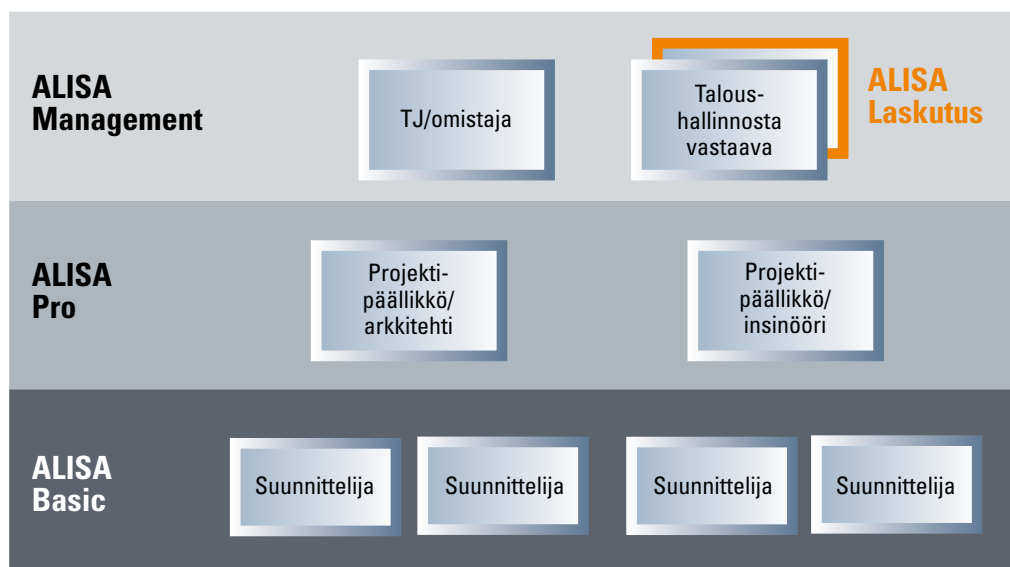 ALISA
Management
TJ/omistaja
Talous-
hallinnosta
vastaava
ALISA
Laskutus
ALISA
Pro
Projekti-
päällikkö/
arkkitehti
Projekti-
päällikkö/
insinööri
ALISA
Basic
Suunnittelija
Suunnittelija
Suunnittelija
Suunnittelija